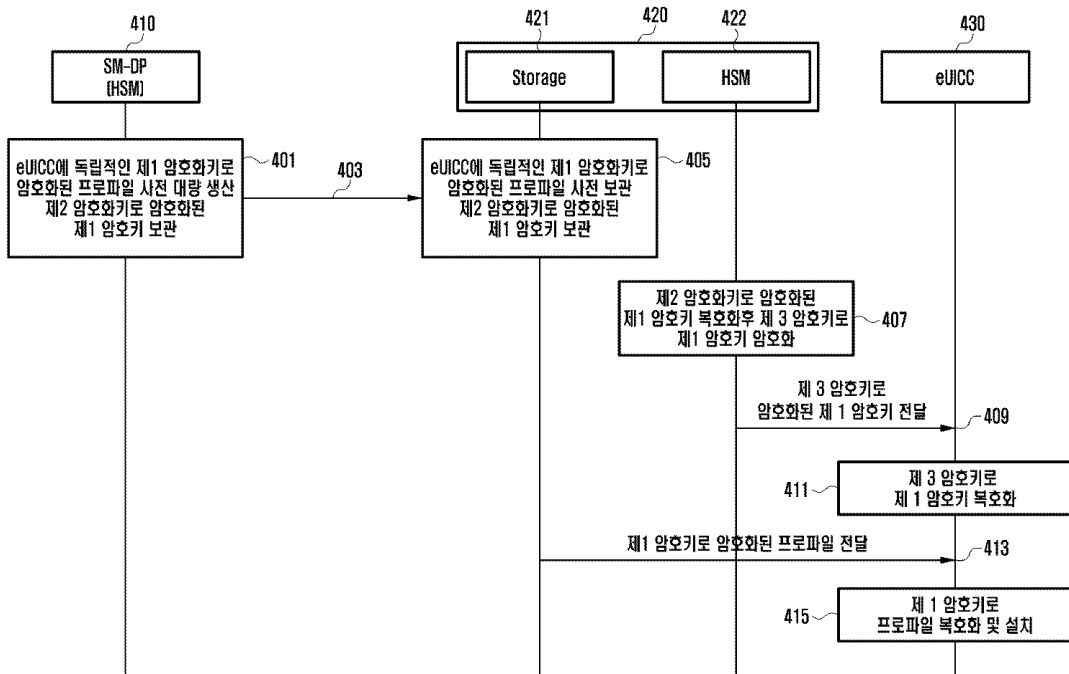 410
421
420
422
430
SM-DP
(HSM)
Storage
HSM
eUICC
eUICC에 독립적인 제1 암호화키로
암호화된 프로파일 사전 대량 생산
제2 암호화키로 암호화된
제1 암호키 보관
401
403
eUICC에 독립적인 제1 암호화키로
암호화된 프로파일 사전 보관
제2 암호화키로 암호화된
제1 암호키 보관
405
제2 암호화키로 암호화된
제1 암호키 복호화후 제 3 암호키로
제1 암호키 암호화
407
제 3 암호키로
암호화된 제 1 암호키 전달
409
제 3 암호키로
제 1 암호키 복호화
411
제1 암호키로 암호화된 프로파일 전달
413
제 1 암호키로
프로파일 복호화 및 설치
415